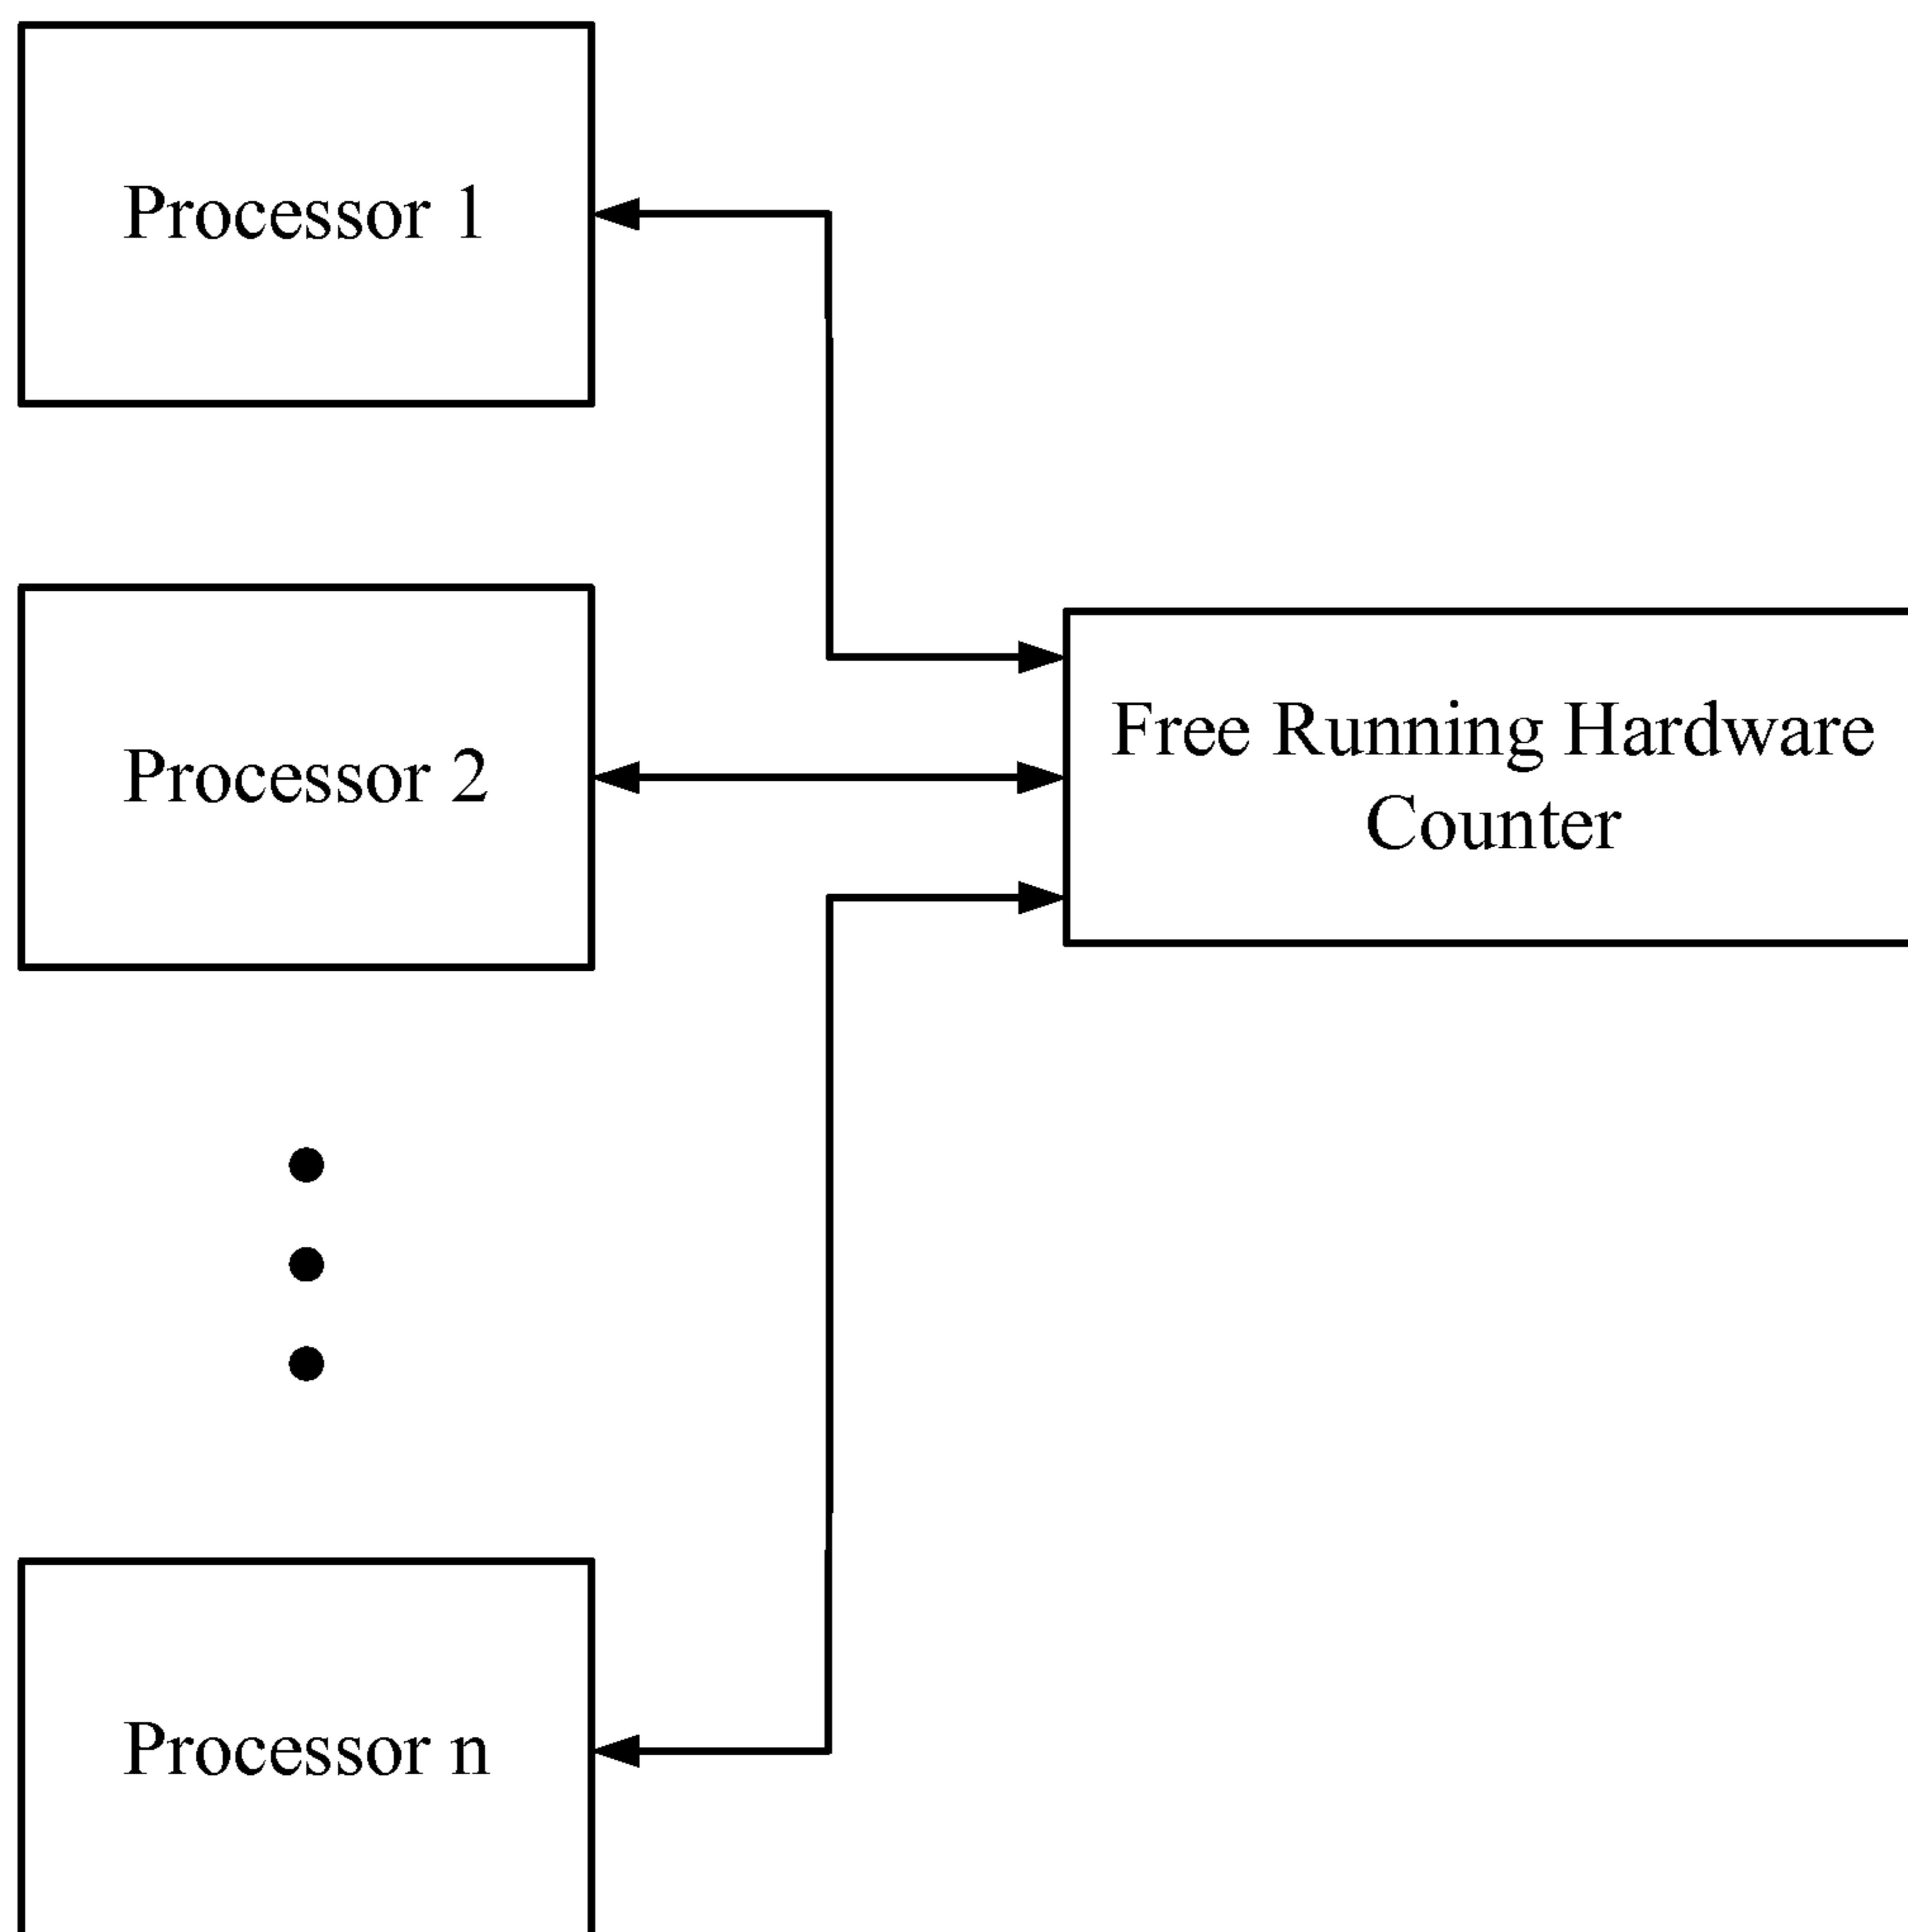 Processor 1
Processor 2
Free Running Hardware
Counter
Processor n